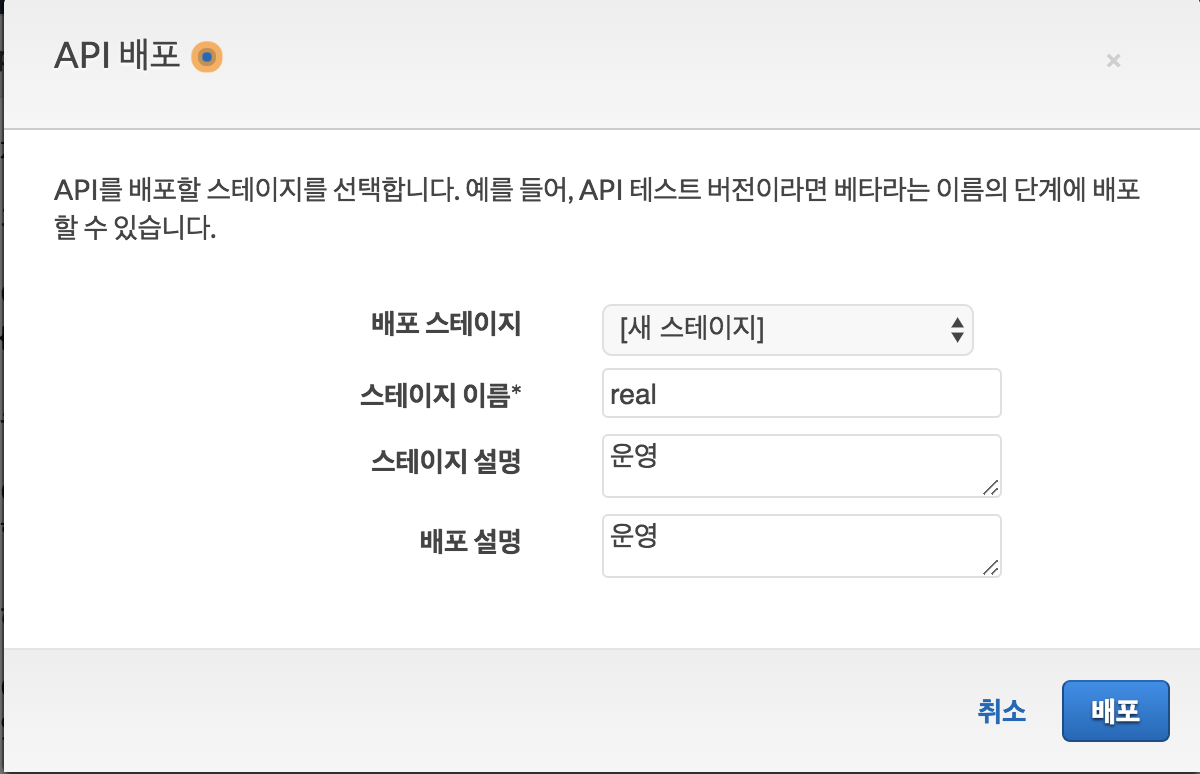 API 배포
×
API를 배포할 스테이지를 선택합니다. 예를 들어, API 테스트 버전이라면 베타라는 이름의 단계에 배포
할 수 있습니다.
배포 스테이지 [새 스테이지]
스테이지 이름* real
스테이지 설명 운영
배포 설명 운영
취소 배포